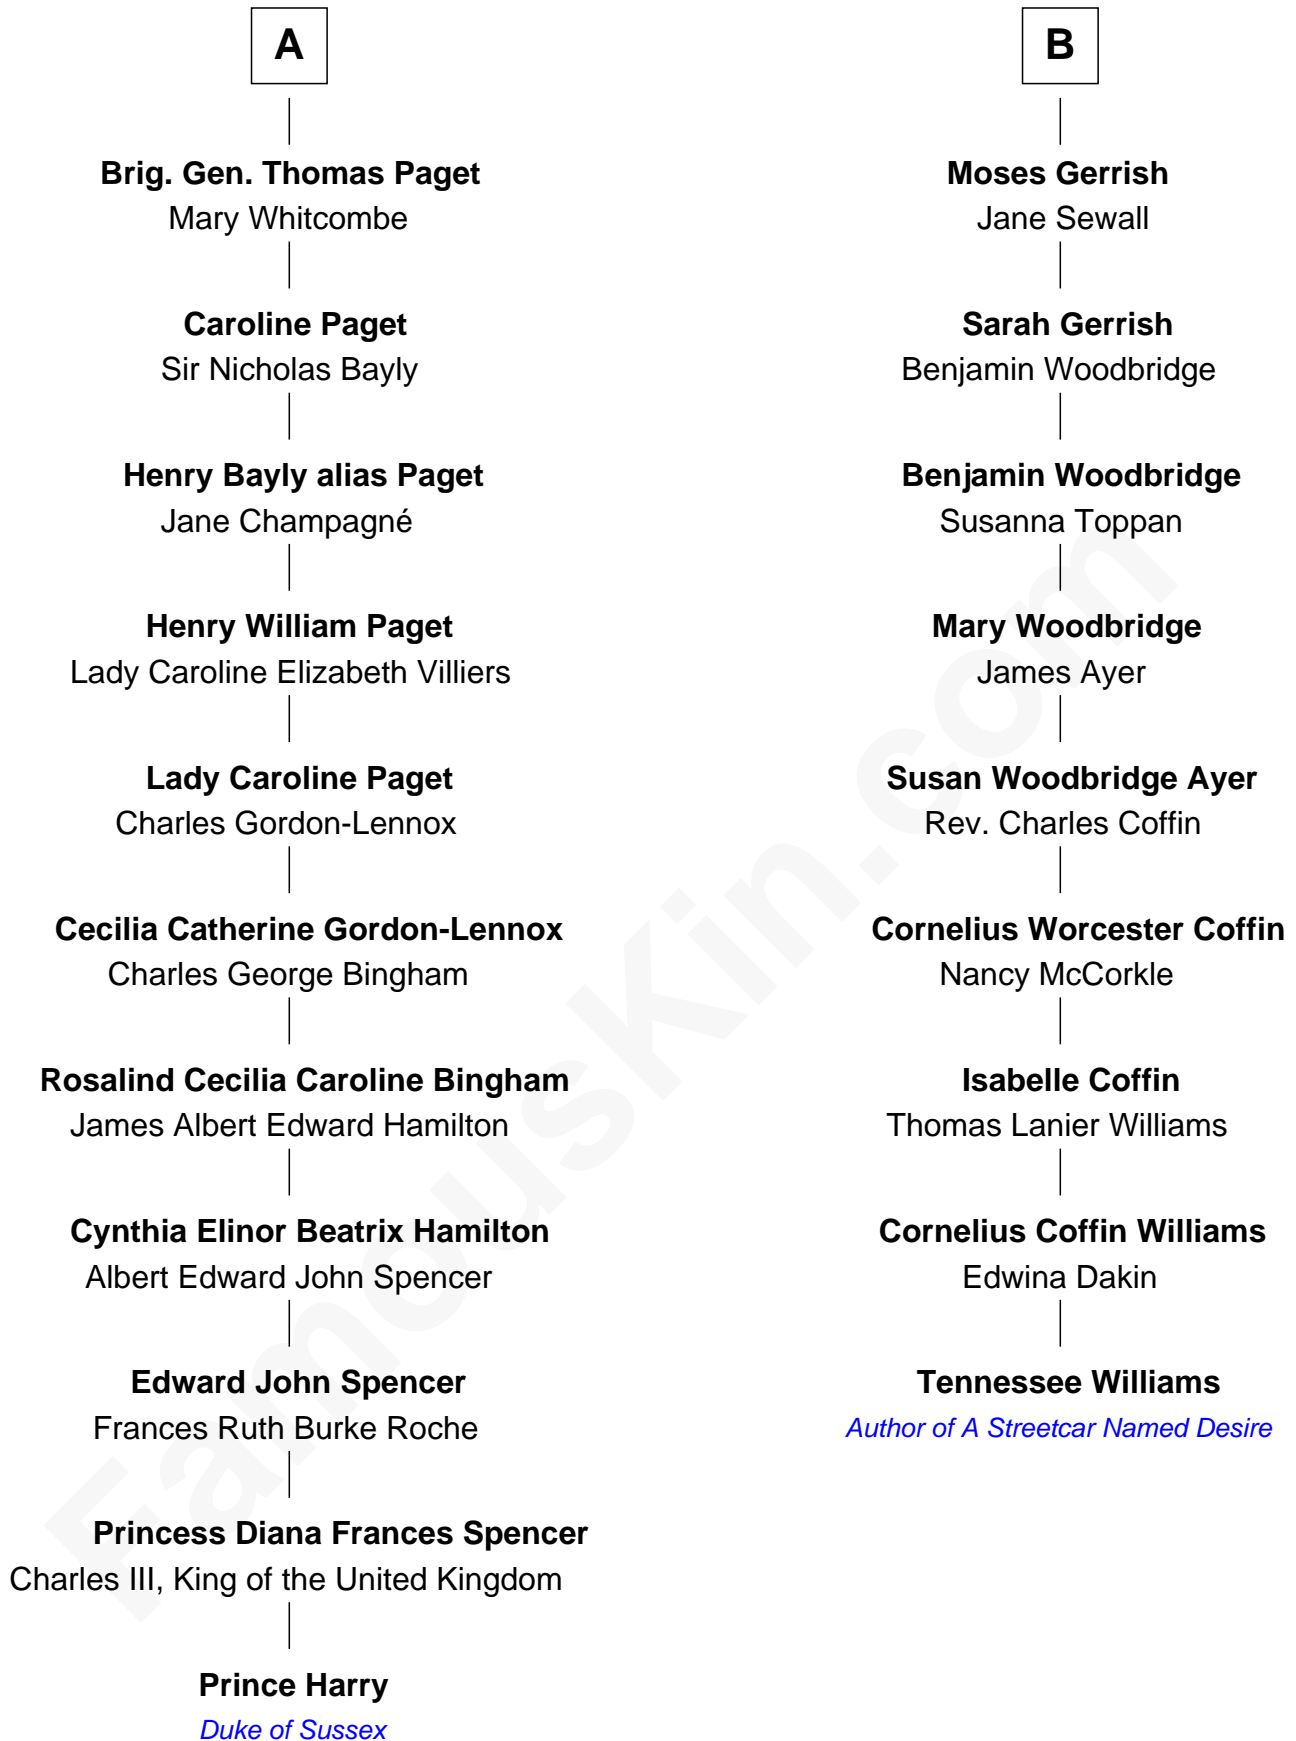 A
Brig. Gen. Thomas Paget
Mary Whitcombe
Caroline Paget
Sir Nicholas Bayly
Henry Bayly alias Paget
Jane Champagné
Henry William Paget
Lady Caroline Elizabeth Villiers
Lady Caroline Paget
Charles Gordon-Lennox
Cecilia Catherine Gordon-Lennox
Charles George Bingham
Rosalind Cecilia Caroline Bingham
James Albert Edward Hamilton
Cynthia Elinor Beatrix Hamilton
Albert Edward John Spencer
Edward John Spencer
Frances Ruth Burke Roche
Princess Diana Frances Spencer
Charles III, King of the United Kingdom
Prince Harry
Duke of Sussex
B
Moses Gerrish
Jane Sewall
Sarah Gerrish
Benjamin Woodbridge
Benjamin Woodbridge
Susanna Toppan
Mary Woodbridge
James Ayer
Susan Woodbridge Ayer
Rev. Charles Coffin
Cornelius Worcester Coffin
Nancy McCorkle
Isabelle Coffin
Thomas Lanier Williams
Cornelius Coffin Williams
Edwina Dakin
Tennessee Williams
Author of A Streetcar Named Desire
FamousKin.com